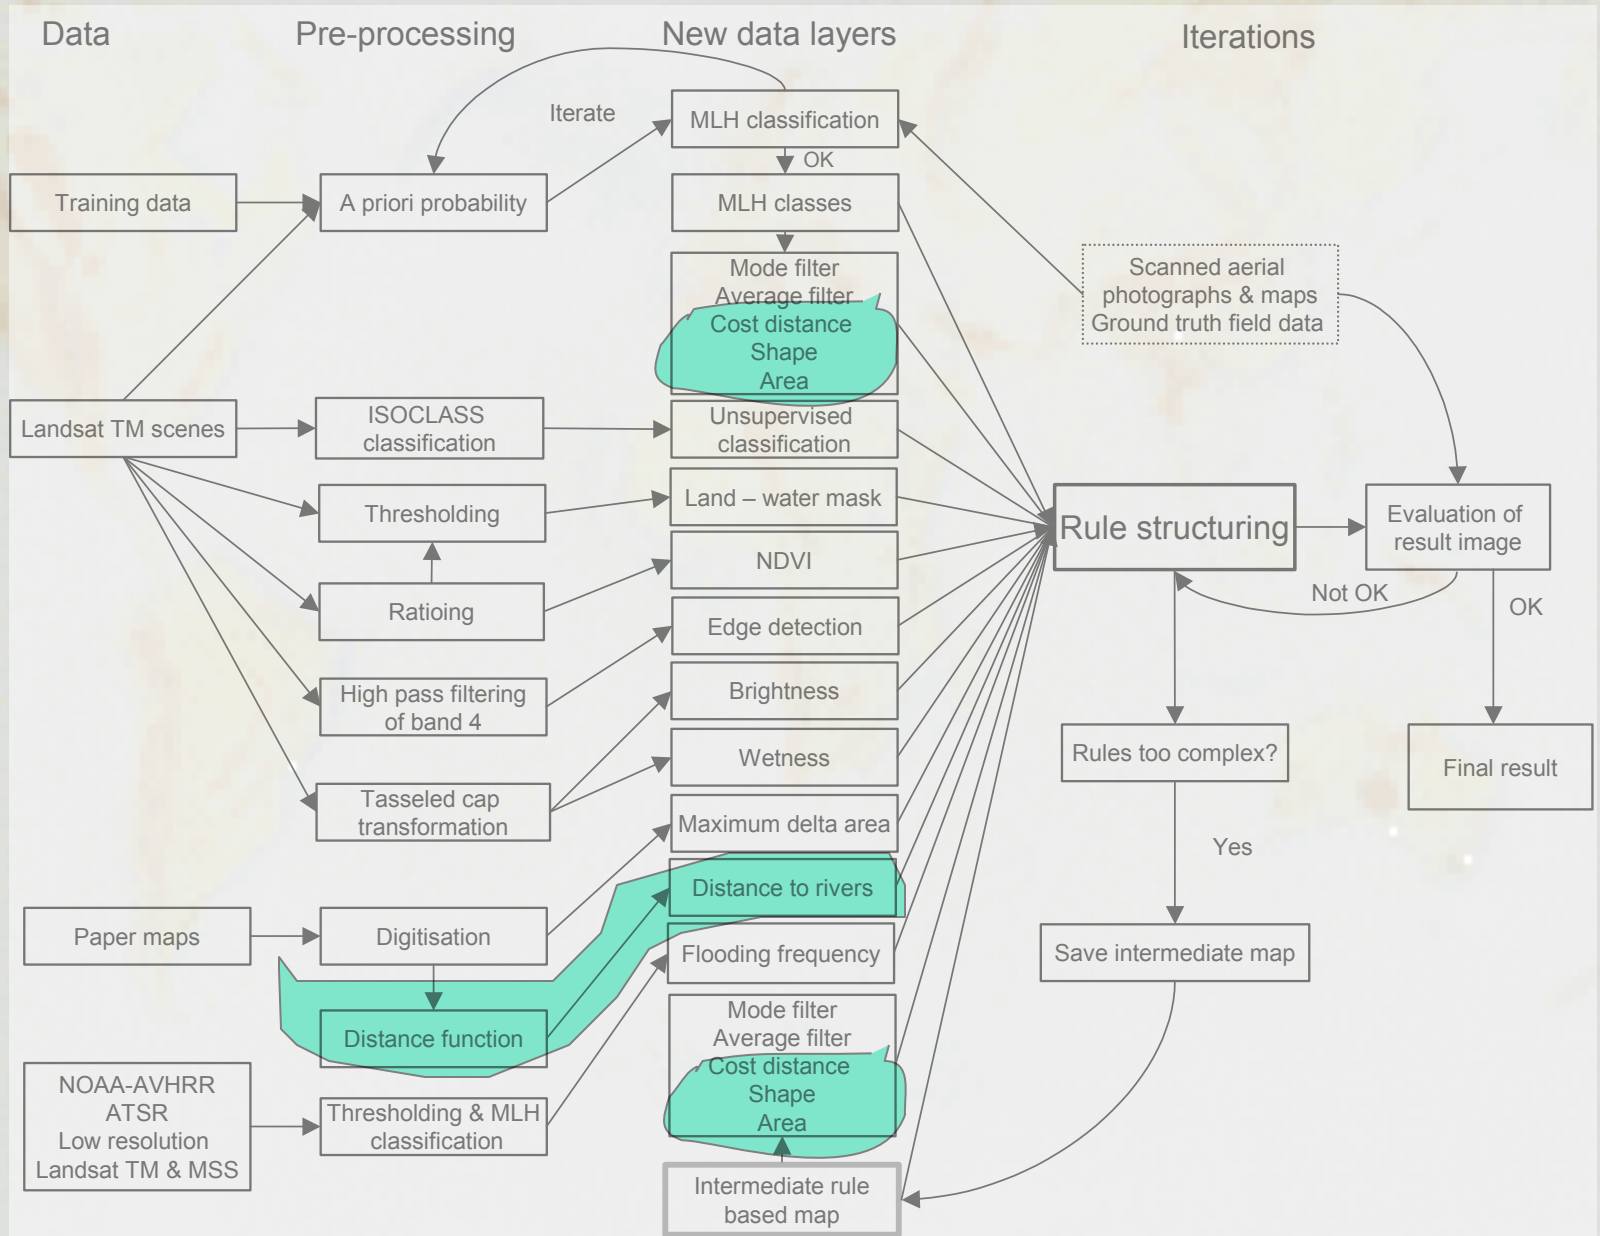 Data
Pre-processing
New data layers
Iterations
Iterate
MLH classification
OK
Training data
A priori probability
MLH classes
Mode filter
Average filter
Cost distance
Shape
Area
Scanned aerial
photographs & maps
Ground truth field data
Landsat TM scenes
ISOCLASS
classification
Unsupervised
classification
Thresholding
Land – water mask
Rule structuring
Evaluation of
result image
NDVI
Ratioing
Not OK
OK
Edge detection
High pass filtering
of band 4
Brightness
Wetness
Rules too complex?
Final result
Tasseled cap
transformation
Maximum delta area
Yes
Distance to rivers
Paper maps
Digitisation
Flooding frequency
Save intermediate map
Distance function
Mode filter
Average filter
Cost distance
Shape
Area
NOAA-AVHRR
ATSR
Low resolution
Landsat TM & MSS
Thresholding & MLH
classification
Intermediate rule
based map